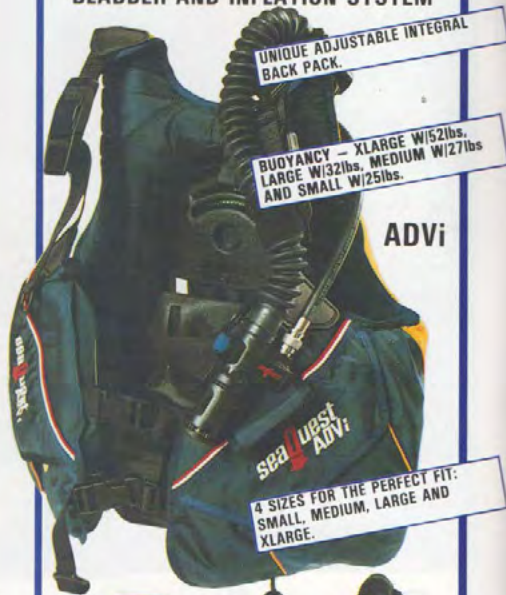 BLADDER AND INFLATION SYSTEM
UNIQUE ADJUSTABLE INTEGRAL
BACK PACK.
BUOYANCY – XLARGE W/52lbs,
LARGE W/32lbs, MEDIUM W/27lbs
AND SMALL W/25lbs.
ADVi
seaQuest
seaQuest
ADVi
4 SIZES FOR THE PERFECT FIT:
SMALL, MEDIUM, LARGE AND
XLARGE.